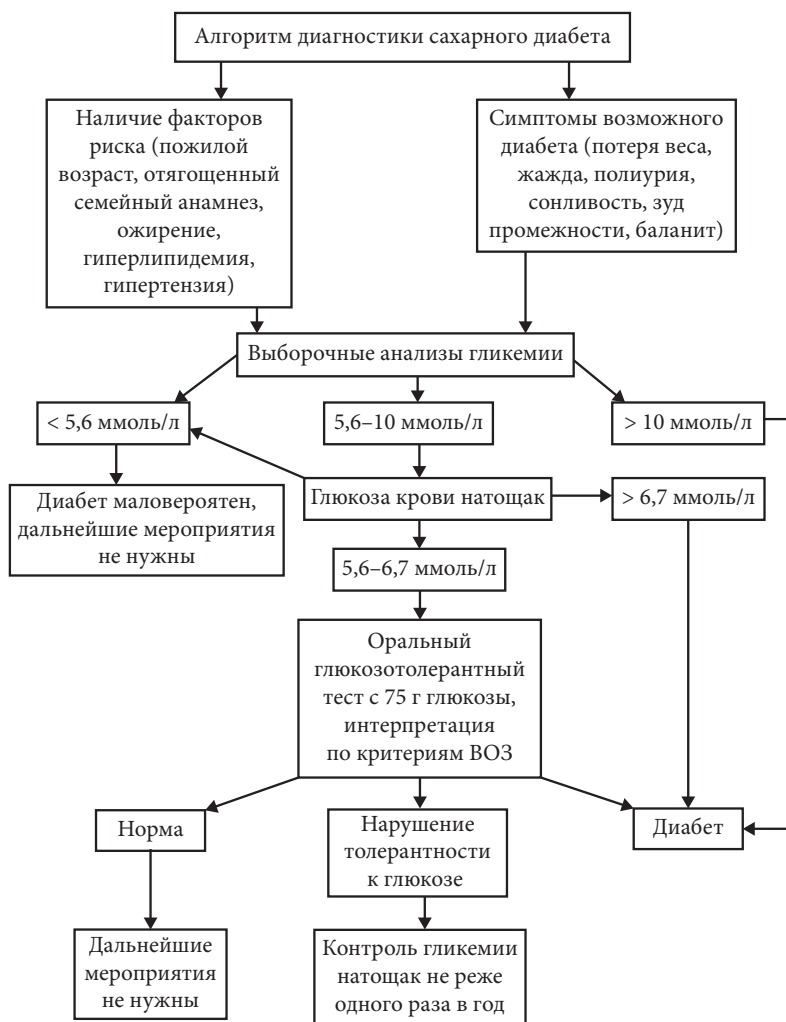 Алгоритм диагностики сахарного диабета
Наличие факторов
риска (пожилой
возраст, отягощенный
семейный анамнез,
ожирение,
гиперлипидемия,
гипертензия)
Симптомы возможного
диабета (потеря веса,
жажда, полиурия,
сонливость, зуд
промежности, баланит)
Выборочные анализы гликемии
< 5,6 ммоль/л
5,6–10 ммоль/л
> 10 ммоль/л
Диабет маловероятен,
дальнейшие мероприятия
не нужны
Глюкоза крови натощак
> 6,7 ммоль/л
5,6–6,7 ммоль/л
Оральный
глюкозотолерантный
тест с 75 г глюкозы,
интерпретация
по критериям ВОЗ
Норма
Нарушение
толерантности
к глюкозе
Диабет
Дальнейшие
мероприятия
не нужны
Контроль гликемии
натощак не реже
одного раза в год